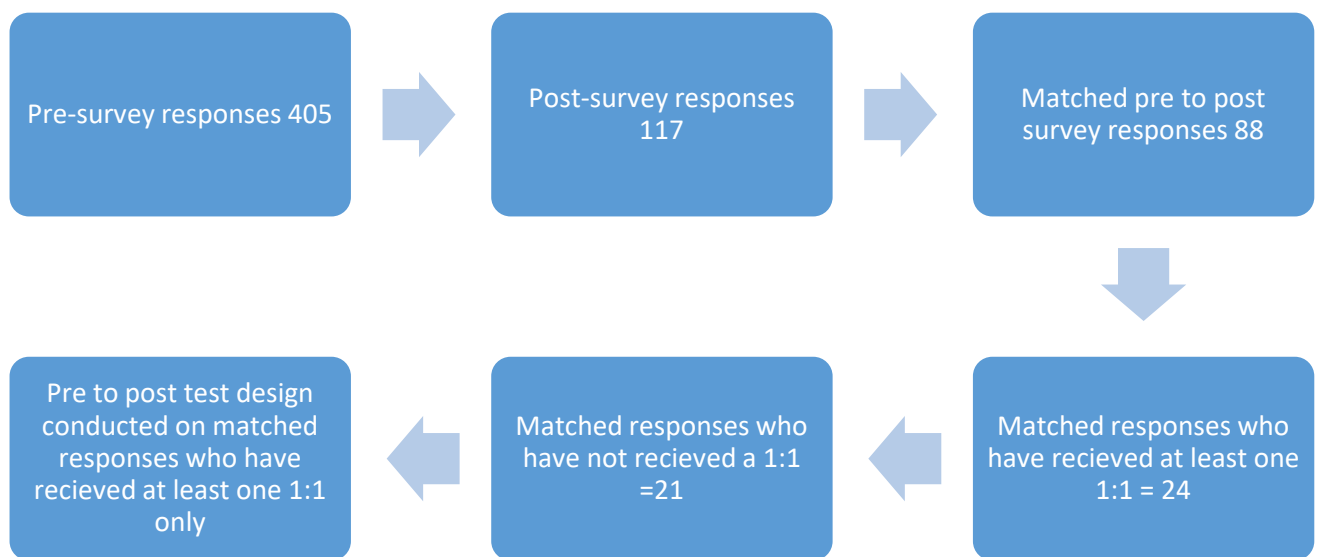 Pre-survey responses 405
Post-survey responses
117
Matched pre to post
survey responses 88
Matched responses who
have recieved at least one
1:1 = 24
Matched responses who
have not recieved a 1:1
=21
Pre to post test design
conducted on matched
responses who have
recieved at least one 1:1
only